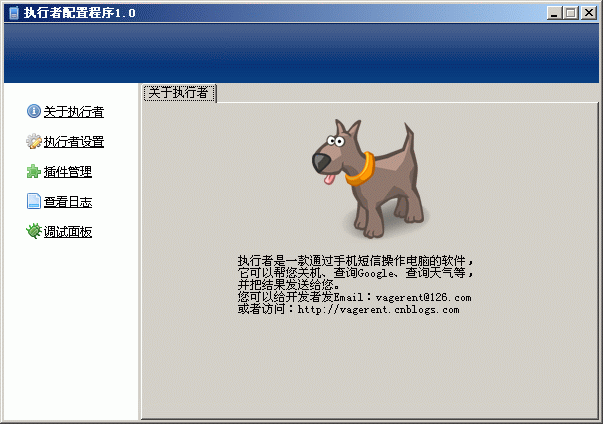 执行者配置程序1.0
关于执行者
关于执行者
执行者设置
插件管理
查看日志
调试面板
执行者是一款通过手机短信操作电脑的软件，
它可以帮您关机、查询Google、查询天气等，
并把结果发送给您。
您可以给开发者发Email：vagerent@126.com
或者访问：http://vagerent.cnblogs.com